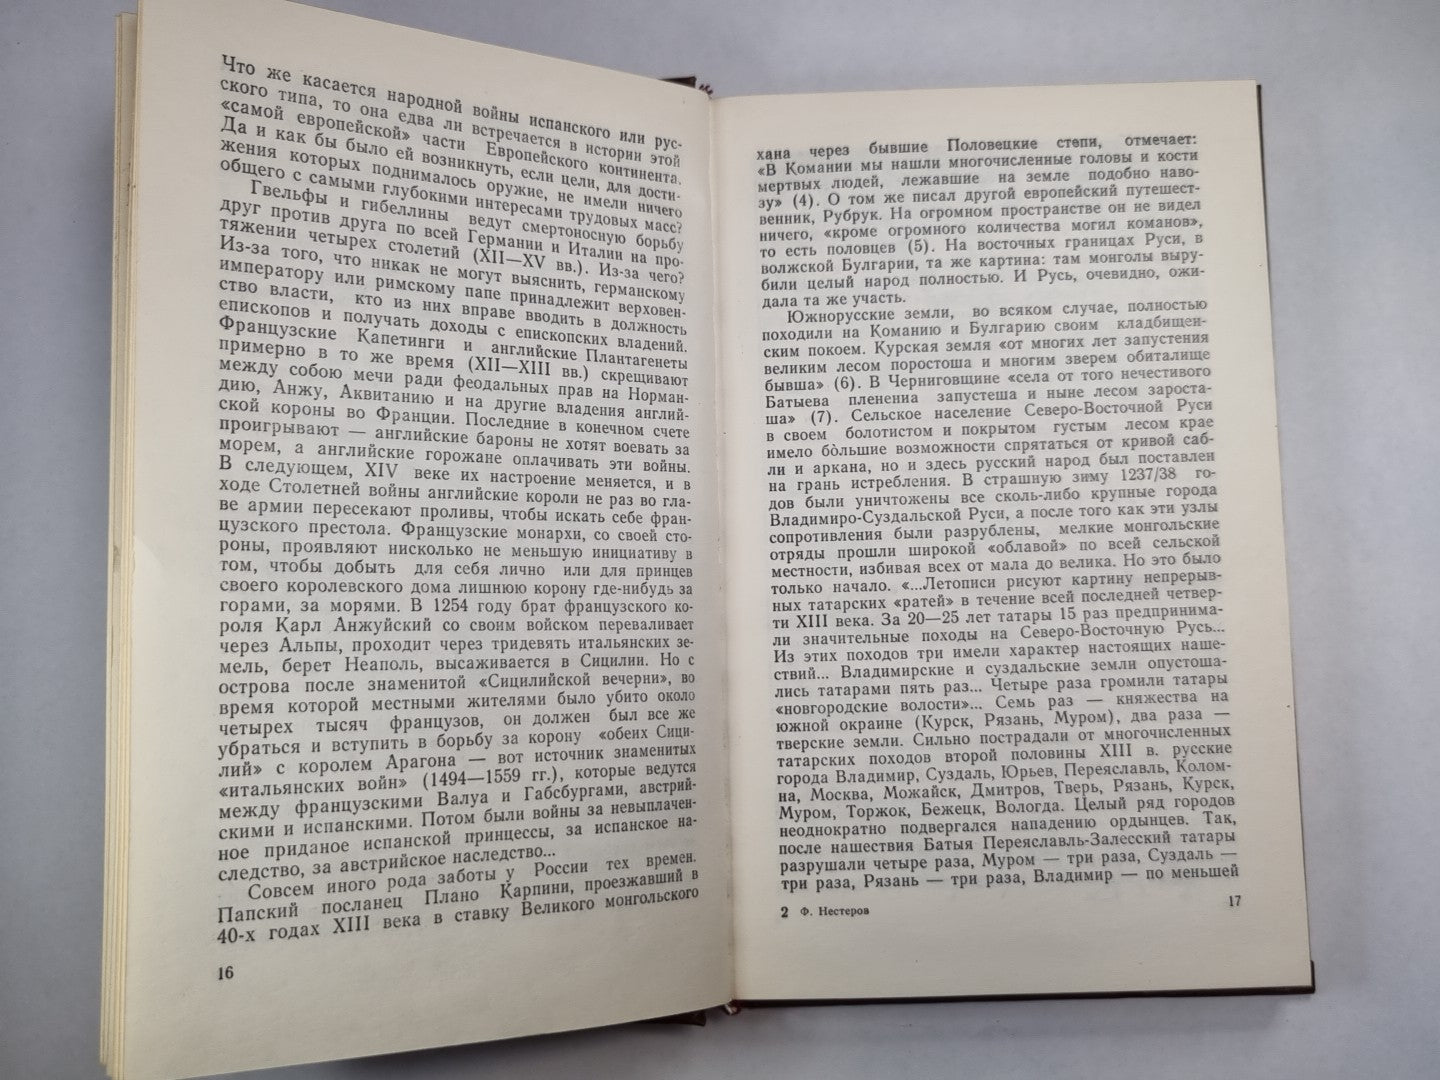 Что же касается народной войны испанского или рус-
ского типа, то она едва ли встречается в истории этой
«самой европейской» части Европейского континента.
Да и как бы было ей возникнуть, если цели, для дости-
жения которых поднималось оружие, не имели ничего
общего с самыми глубокими интересами трудовых масс?
Гвельфы и гибеллины ведут смертоносную борьбу
друг против друга по всей Германии и Италии на про-
тяжении четырех столетий (XII—XV вв.). Из-за чего?
Из-за того, что никак не могут выяснить, германскому
императору или римскому папе принадлежит верховен-
ство власти, кто из них вправе вводить в должность
епископов и получать доходы с епископских владений.
Французские Капетинги и английские Плантагенеты
примерно в то же время (XII—XIII вв.) скрещивают
между собою мечи ради феодальных прав на Норман-
дию, Анжу, Аквитанию и на другие владения англий-
ской короны во Франции. Последние в конечном счете
проигрывают — английские бароны не хотят воевать за
морем, а английские горожане оплачивать эти войны.
В следующем, XIV веке их настроение меняется, и в
ходе Столетней войны английские короли не раз во гла-
ве армии пересекают проливы, чтобы искать себе фран-
цузского престола. Французские монархи, со своей сто-
роны, проявляют нисколько не меньшую инициативу в
том, чтобы добыть для себя лично или для принцев
своего королевского дома лишнюю корону где-нибудь за
горами, за морями. В 1254 году брат французского ко-
роля Карл Анжуйский со своим войском переваливает
через Альпы, проходит через тридевять итальянских зе-
мель, берет Неаполь, высаживается в Сицилии. Но с
острова после знаменитой «Сицилийской вечерни», во
время которой местными жителями было убито около
четырех тысяч французов, он должен был все же
убраться и вступить в борьбу за корону «обеих Сици-
лий» с королем Арагона — вот источник знаменитых
«итальянских войн» (1494—1559 гг.), которые ведутся
между французскими Валуа и Габсбургами, австрий-
скими и испанскими. Потом были войны за невыплачен-
ное приданое испанской принцессы, за испанское на-
следство, за австрийское наследство...
Совсем иного рода заботы у России тех времен.
Папский посланец Плано Карпини, проезжавший в
40-х годах XIII века в ставку Великого монгольского
16
хана через бывшие Половецкие степи, отмечает:
«В Комании мы нашли многочисленные головы и кости
мертвых людей, лежавшие на земле подобно наво-
зу» (4). О том же писал другой европейский путешест-
венник, Рубрук. На огромном пространстве он не видел
ничего, «кроме огромного количества могил команов»,
то есть половцев (5). На восточных границах Руси, в
волжской Булгарии, та же картина: там монголы выру-
били целый народ полностью. И Русь, очевидно, ожи-
дала та же участь.
Южнорусские земли, во всяком случае, полностью
походили на Команию и Булгарию своим кладбищен-
ским покоем. Курская земля «от многих лет запустения
великим лесом поростоша и многим зверем обиталище
бывша» (6). В Черниговщине «села от того нечестивого
Батыева пленениа запустеша и ныне лесом зароста-
ша» (7). Сельское население Северо-Восточной Руси
в своем болотистом и покрытом густым лесом крае
имело бо́льшие возможности спрятаться от кривой саб-
ли и аркана, но и здесь русский народ был поставлен
на грань истребления. В страшную зиму 1237/38 го-
дов были уничтожены все сколь-либо крупные города
Владимиро-Суздальской Руси, а после того как эти узлы
сопротивления были разрублены, мелкие монгольские
отряды прошли широкой «облавой» по всей сельской
местности, избивая всех от мала до велика. Но это было
только начало. «...Летописи рисуют картину непрерыв-
ных татарских «ратей» в течение всей последней четвер-
ти XIII века. За 20—25 лет татары 15 раз предпринима-
ли значительные походы на Северо-Восточную Русь...
Из этих походов три имели характер настоящих наше-
ствий... Владимирские и суздальские земли опустоша-
лись татарами пять раз... Четыре раза громили татары
«новгородские волости»... Семь раз — княжества на
южной окраине (Курск, Рязань, Муром), два раза —
тверские земли. Сильно пострадали от многочисленных
татарских походов второй половины XIII в. русские
города Владимир, Суздаль, Юрьев, Переяславль, Колом-
на, Москва, Можайск, Дмитров, Тверь, Рязань, Курск,
Муром, Торжок, Бежецк, Вологда. Целый ряд городов
неоднократно подвергался нападению ордынцев. Так,
после нашествия Батыя Переяславль-Залесский татары
разрушали четыре раза, Муром — три раза, Суздаль —
три раза, Рязань — три раза, Владимир — по меньшей
2 Ф. Нестеров
17